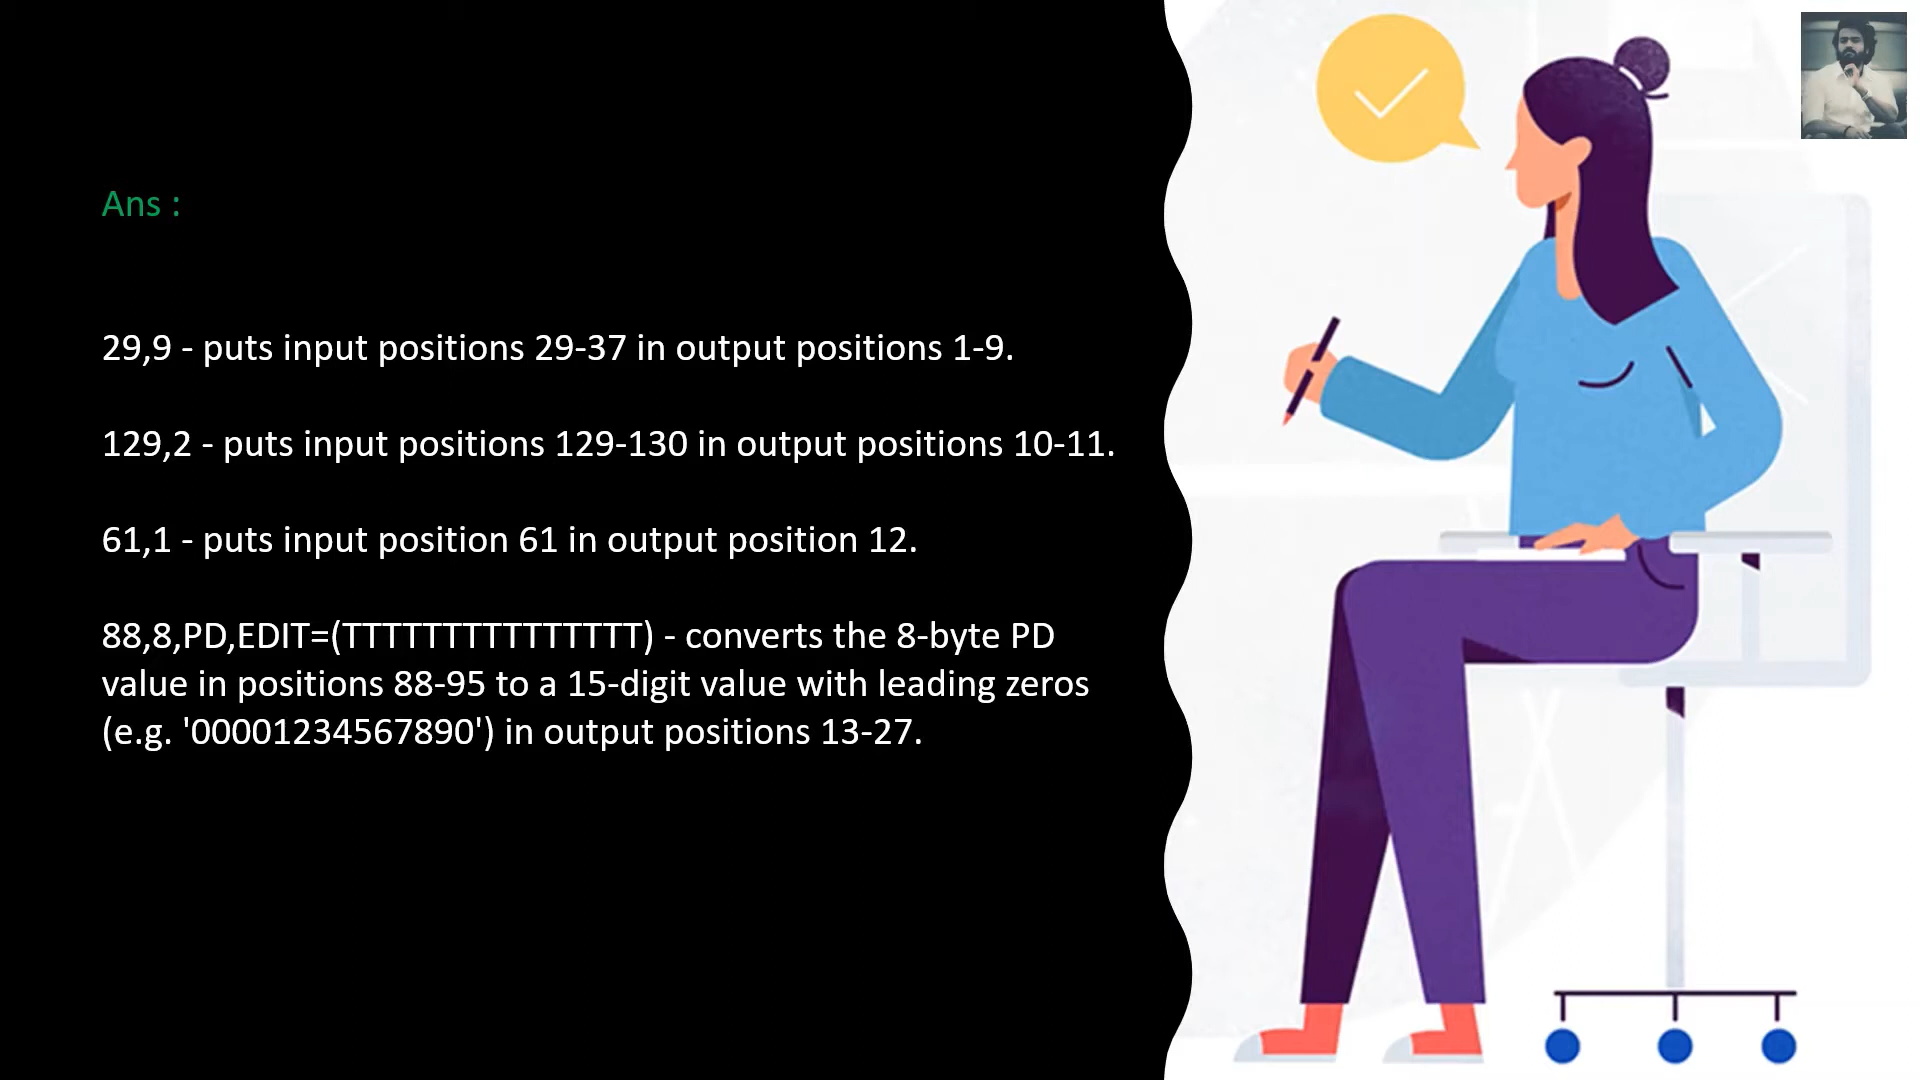 Ans :
29,9 - puts input positions 29-37 in output positions 1-9.
129,2 - puts input positions 129-130 in output positions 10-11.
61,1 - puts input position 61 in output position 12.
88,8,PD,EDIT=(TTTTTTTTTTTTTTT) - converts the 8-byte PD
value in positions 88-95 to a 15-digit value with leading zeros
(e.g. '00001234567890') in output positions 13-27.